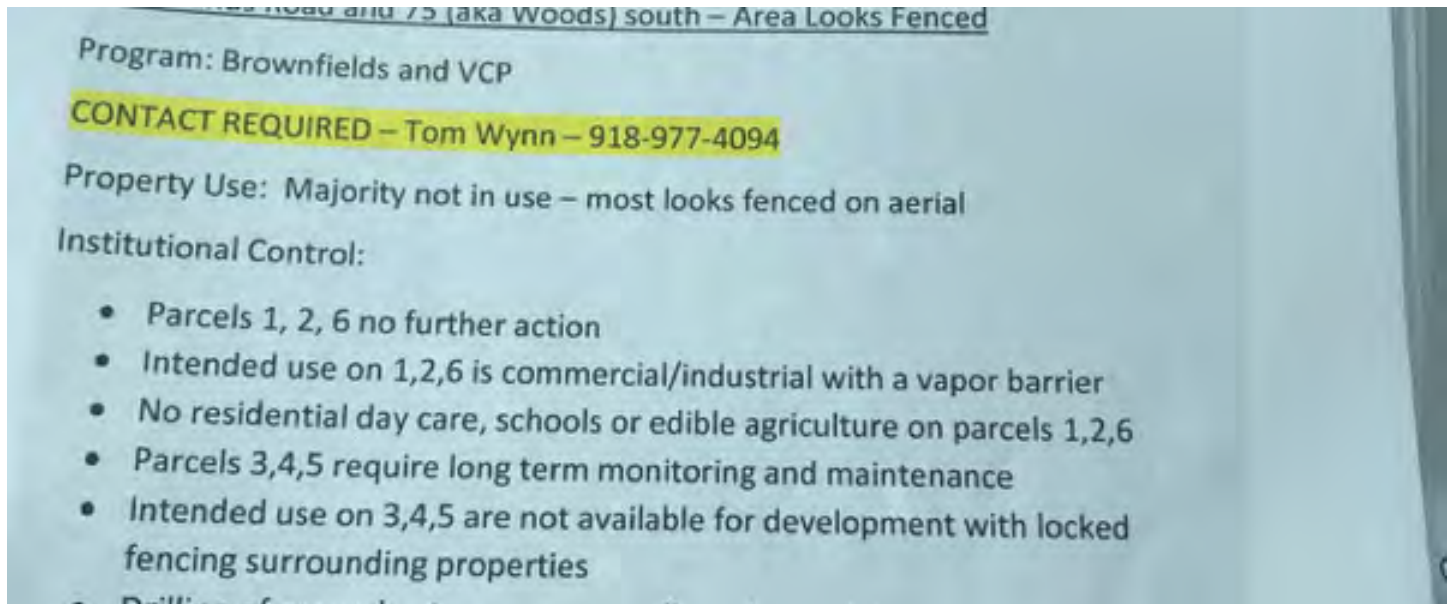 Road and 75 (aka Woods) south – Area Looks Fenced
Program: Brownfields and VCP
CONTACT REQUIRED – Tom Wynn – 918-977-4094
Property Use:  Majority not in use – most looks fenced on aerial
Institutional Control:
• Parcels 1, 2, 6 no further action
• Intended use on 1,2,6 is commercial/industrial with a vapor barrier
• No residential day care, schools or edible agriculture on parcels 1,2,6
• Parcels 3,4,5 require long term monitoring and maintenance
• Intended use on 3,4,5 are not available for development with locked
fencing surrounding properties